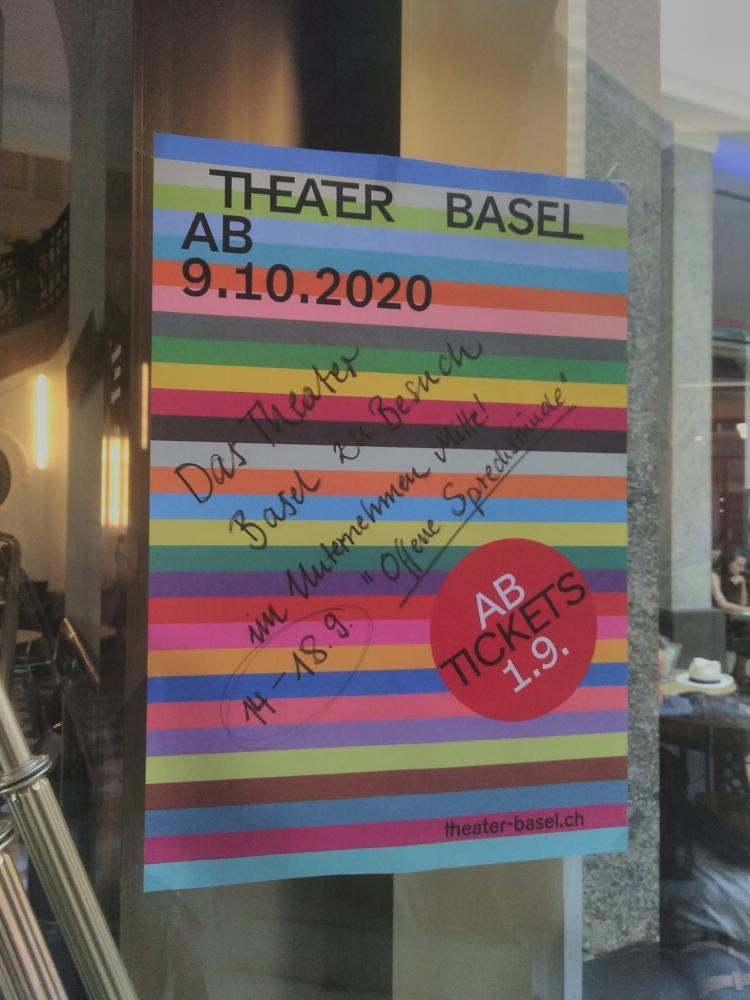 THEATER BASEL
AB
9.10.2020
Das Theater
Basel zu Besuch
im Unternehmen Mitte!
"Offene Sprechstunde"
14.-18.9.
AB
TICKETS
1.9.
theater-basel.ch